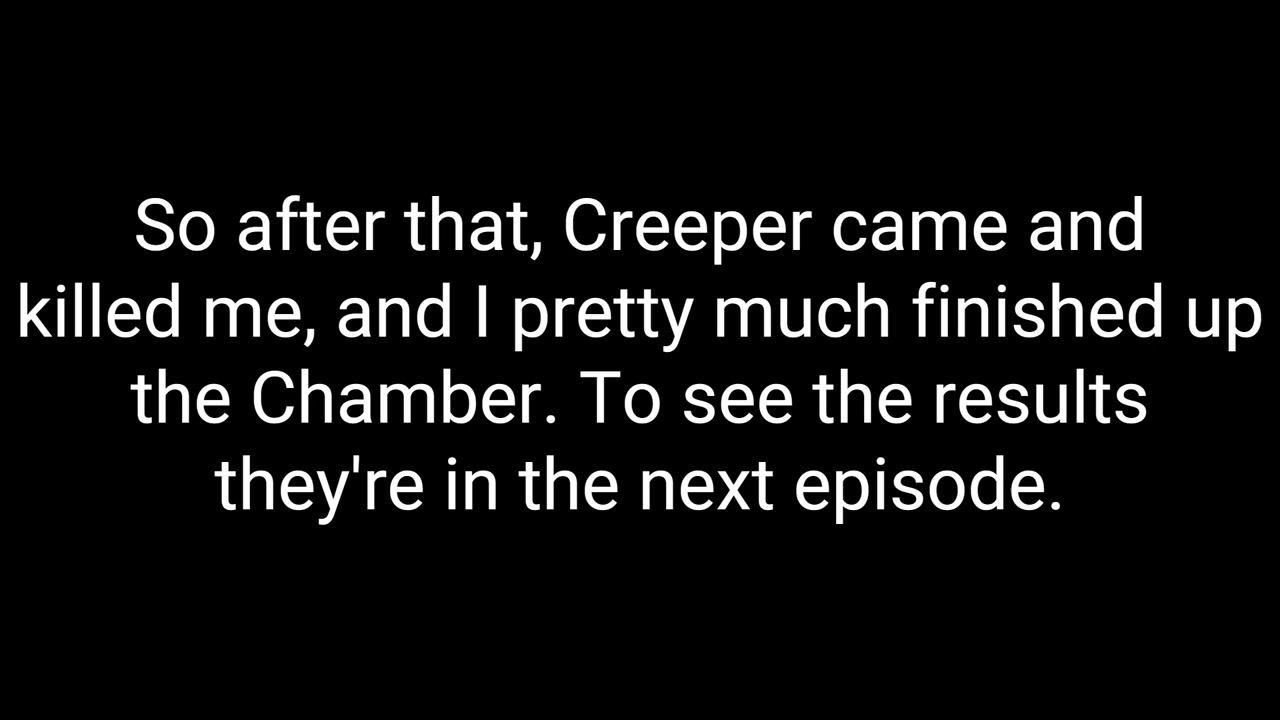 So after that, Creeper came and
killed me, and I pretty much finished up
the Chamber. To see the results
they're in the next episode.